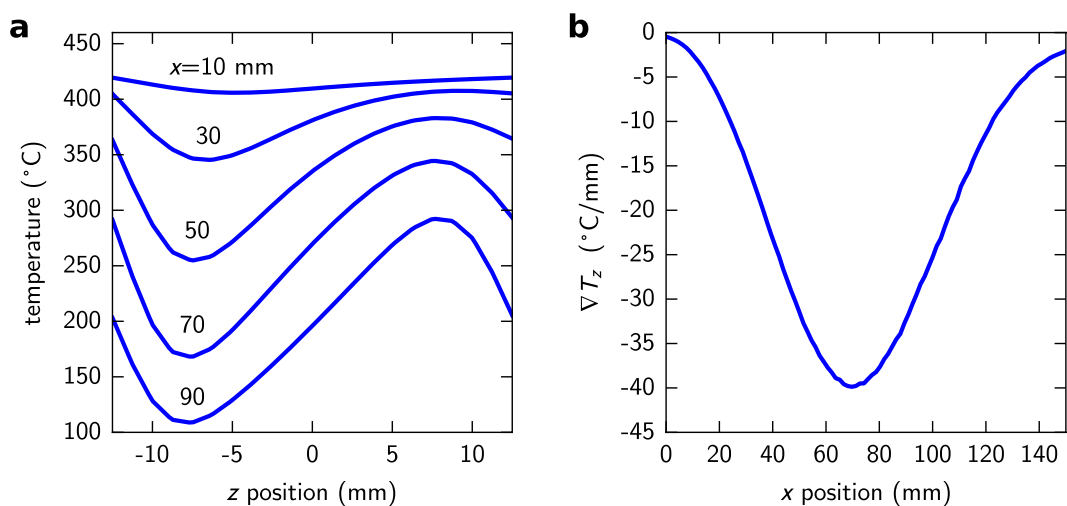 a
450
400
350
300
250
200
150
100
temperature (°C)
x=10 mm
30
50
70
90
-10 -5 0 5 10
z position (mm)
b
0
-5
-10
-15
-20
-25
-30
-35
-40
-45
∇Tz (°C/mm)
0 20 40 60 80 100 120 140
x position (mm)